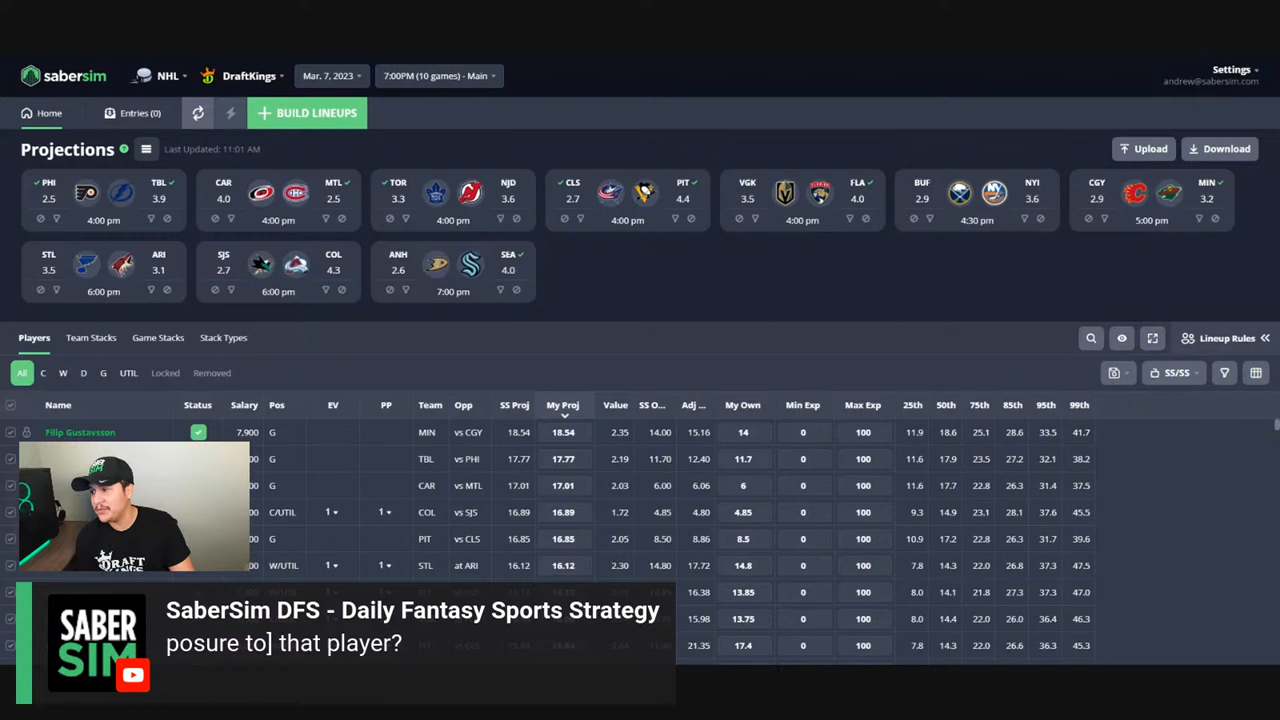 sabersim NHL DraftKings Mar. 7, 2023 7:00PM (10 games) - Main Settings
andrew@sabersim.com
Home Entries (0) + BUILD LINEUPS
Projections Last Updated: 11:01 AM Upload Download
PHI TBL CAR MTL TOR NJD CLS PIT VGK FLA BUF NYI CGY MIN
2.5 3.9 4.0 2.5 3.3 3.6 2.7 4.4 3.5 4.0 2.9 3.6 2.9 3.2
4:00 pm 4:00 pm 4:00 pm 4:00 pm 4:00 pm 4:30 pm 5:00 pm
STL ARI SJS COL ANH SEA
3.5 3.1 2.7 4.3 2.6 4.0
6:00 pm 6:00 pm 7:00 pm
Players Team Stacks Game Stacks Stack Types Lineup Rules
All C W D G UTIL Locked Removed SS/SS
Name Status Salary Pos EV PP Team Opp SS Proj My Proj Value SS O... Adj ... My Own Min Exp Max Exp 25th 50th 75th 85th 95th 99th
Filip Gustavsson 7,900 G MIN vs CGY 18.54 18.54 2.35 14.00 15.16 14 0 100 11.9 18.6 25.1 28.6 33.5 41.7
G TBL vs PHI 17.77 17.77 2.19 11.70 12.40 11.7 0 100 11.6 17.9 23.5 27.2 32.1 38.2
G CAR vs MTL 17.01 17.01 2.03 6.00 6.06 6 0 100 11.6 17.7 22.8 26.3 31.4 37.5
C/UTIL 1 1 COL vs SJS 16.89 16.89 1.72 4.85 4.80 4.85 0 100 9.3 14.9 23.1 28.1 37.6 45.5
G PIT vs CLS 16.85 16.85 2.05 8.50 8.86 8.5 0 100 10.9 17.2 22.8 26.3 31.7 39.6
W/UTIL 1 1 STL at ARI 16.12 16.12 2.30 14.80 17.72 14.8 0 100 7.8 14.3 22.0 26.8 37.3 47.5
16.38 13.85 0 100 8.0 14.1 21.8 27.3 37.3 47.0
15.98 13.75 0 100 8.0 14.4 22.0 26.6 36.4 46.3
21.35 17.4 0 100 7.8 14.3 22.0 26.0 36.3 45.3
SABER
SIM
SaberSim DFS - Daily Fantasy Sports Strategy
posure to] that player?